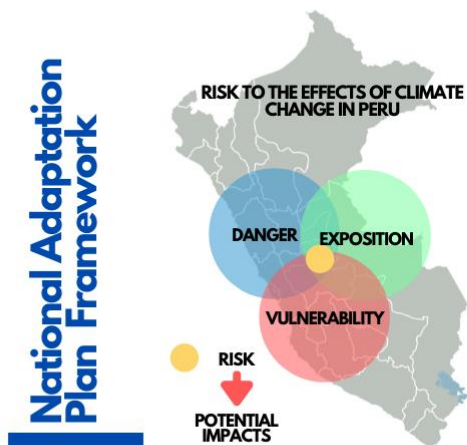 National Adaptation
Plan Framework
RISK TO THE EFFECTS OF CLIMATE
CHANGE IN PERU
DANGER
EXPOSITION
VULNERABILITY
RISK
POTENTIAL
IMPACTS